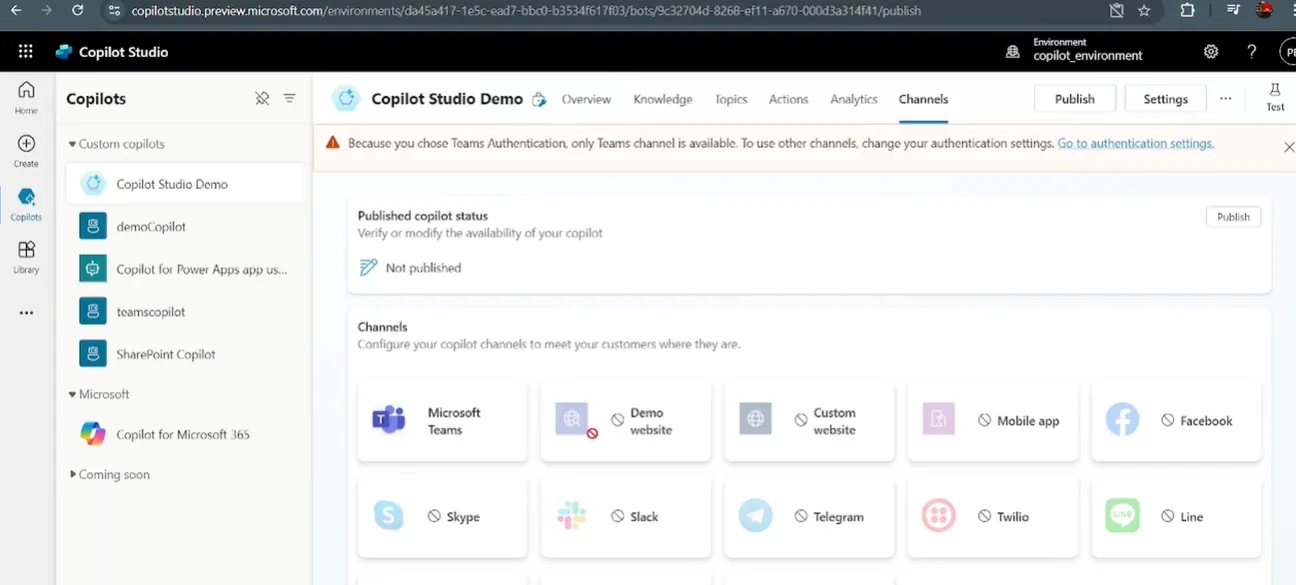 copilotstudio.preview.microsoft.com/environments/da45a417-1e5c-ead7-bbc0-b3534f617f03/bots/9c32704d-8268-ef11-a670-000d3a314f41/publish
Copilot Studio
Environment
copilot_environment
?
PE
Home
Create
Copilots
Library
Copilots
Custom copilots
Copilot Studio Demo
demoCopilot
Copilot for Power Apps app us...
teamscopilot
SharePoint Copilot
Microsoft
Copilot for Microsoft 365
Coming soon
Copilot Studio Demo
Overview
Knowledge
Topics
Actions
Analytics
Channels
Publish
Settings
...
Test
Because you chose Teams Authentication, only Teams channel is available. To use other channels, change your authentication settings. Go to authentication settings.
Published copilot status
Verify or modify the availability of your copilot
Publish
Not published
Channels
Configure your copilot channels to meet your customers where they are.
Microsoft
Teams
Demo
website
Custom
website
Mobile app
Facebook
Skype
Slack
Telegram
Twilio
LINE
Line